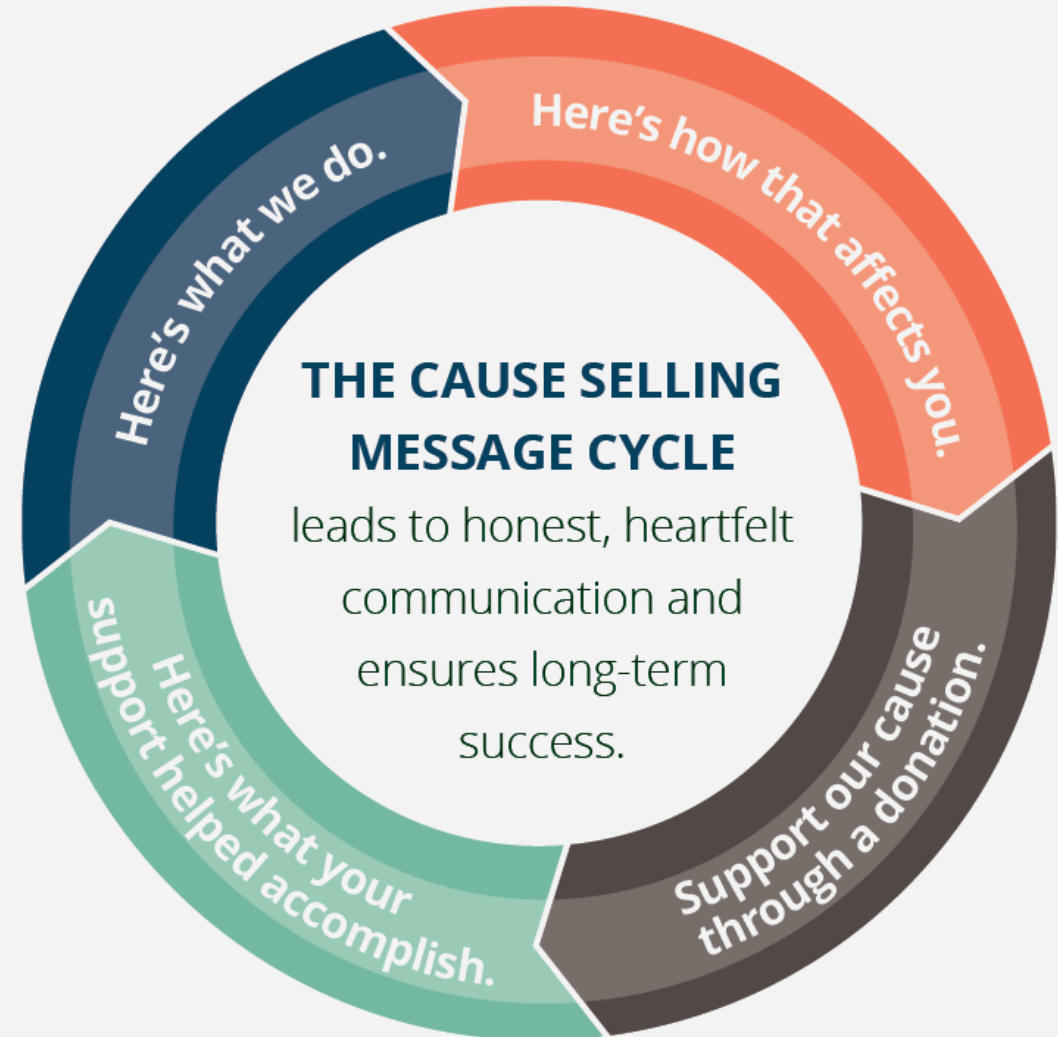 Here’s what we do.
Here’s how that affects you.
Support our cause
through a donation.
Here’s what your
support helped accomplish.
THE CAUSE SELLING
MESSAGE CYCLE
leads to honest, heartfelt
communication and
ensures long-term
success.